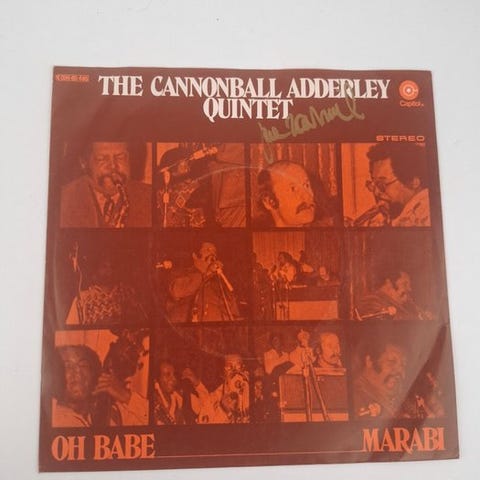 THE CANNONBALL ADDERLEY
QUINTET
Capitol
STEREO
OH BABE
MARABI